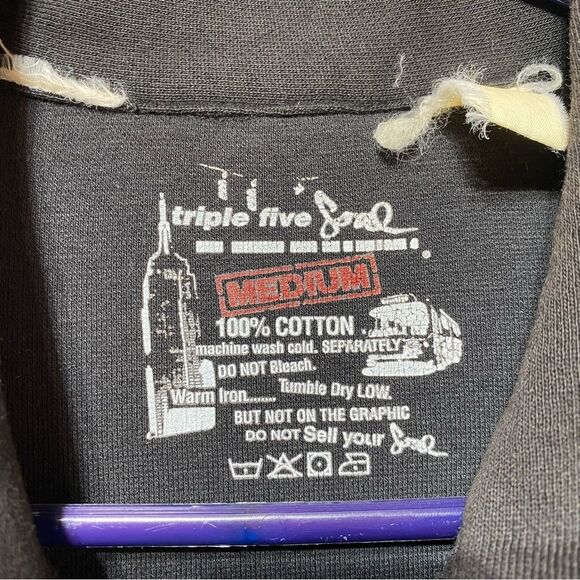 triple five Soul
MEDIUM
100% COTTON
machine wash cold. SEPARATELY
DO NOT Bleach.
Warm Iron....... Tumble Dry LOW.
BUT NOT ON THE GRAPHIC
DO NOT Sell your Soul